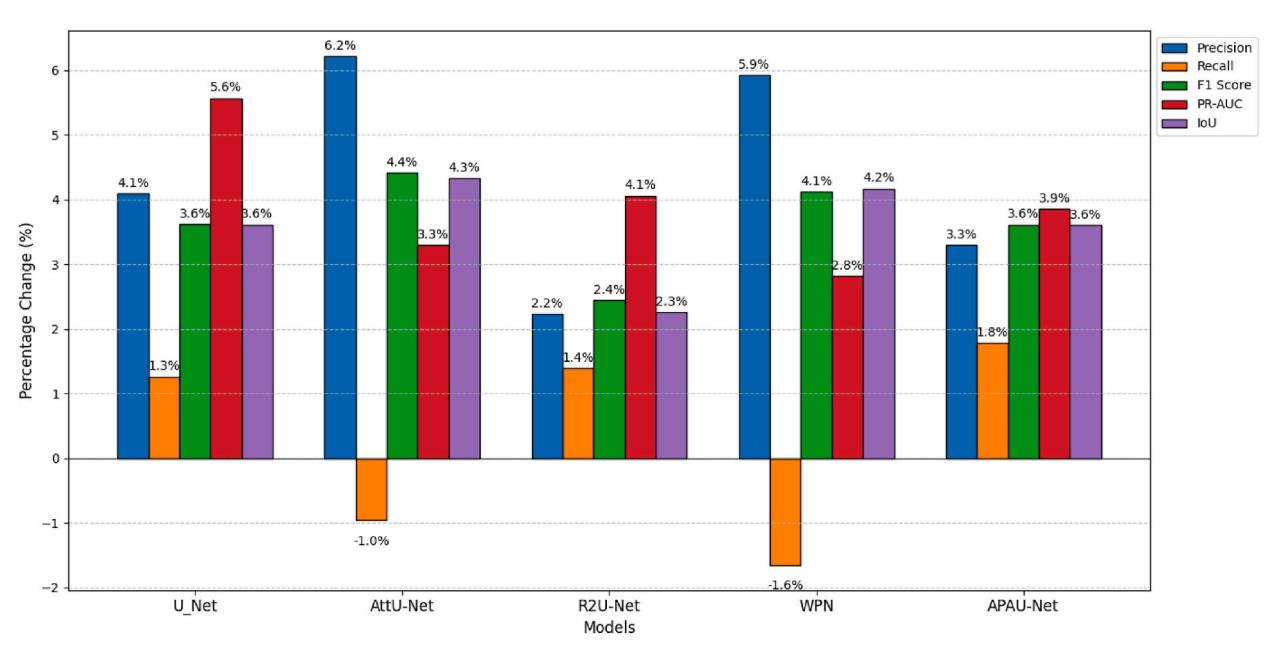 6.2%
5.9%
5.6%
4.1%
3.6%
3.6%
1.3%
4.4%
3.3%
4.3%
-1.0%
2.2%
1.4%
2.4%
4.1%
2.3%
4.1%
2.8%
4.2%
-1.6%
3.3%
1.8%
3.6%
3.9%
3.6%
Precision
Recall
F1 Score
PR-AUC
IoU
6
5
4
3
2
1
0
−1
−2
Percentage Change (%)
U_Net
AttU-Net
R2U-Net
WPN
APAU-Net
Models